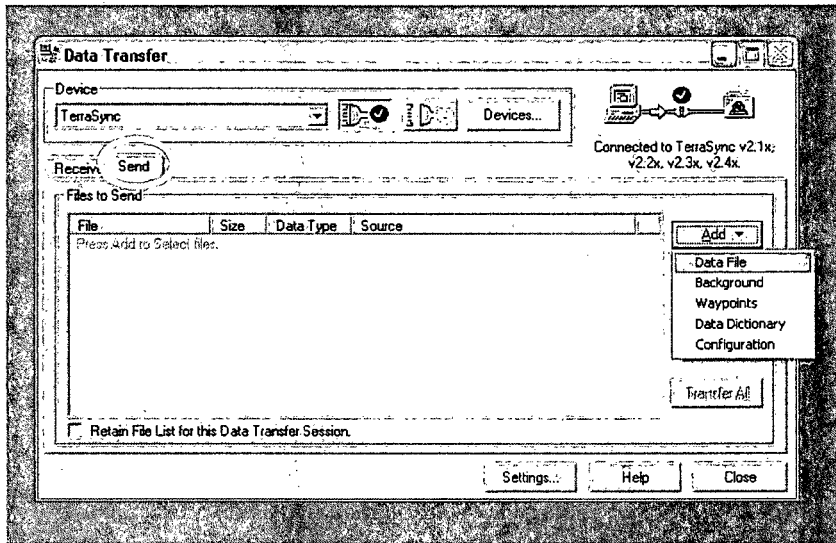 Data Transfer
Device
TerraSync
Devices...
Connected to TerraSync v2.1x;
v2.2x, v2.3x, v2.4x.
Receive
Send
Files to Send
File
Size
Data Type
Source
Press Add to Select files.
Add
Data File
Background
Waypoints
Data Dictionary
Configuration
Transfer All
Retain File List for this Data Transfer Session.
Settings...
Help
Close